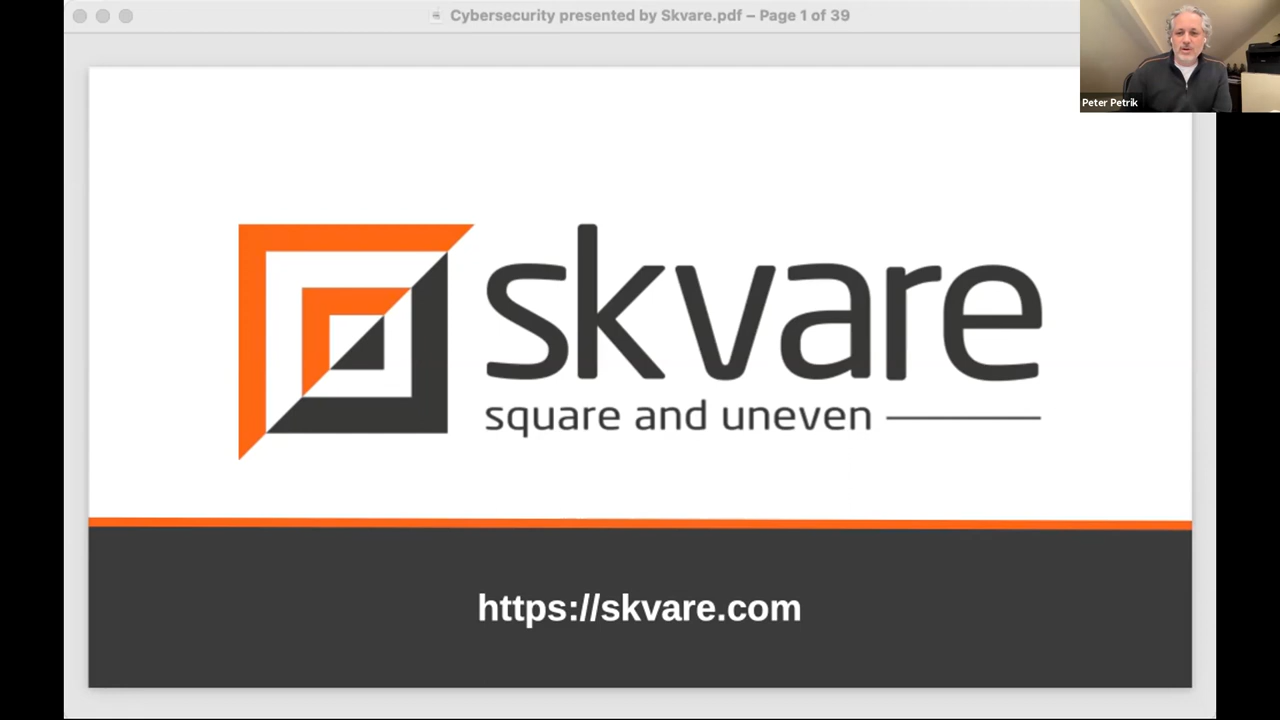 Cybersecurity presented by Skvare.pdf – Page 1 of 39
Peter Petrik
skvare
square and uneven
https://skvare.com